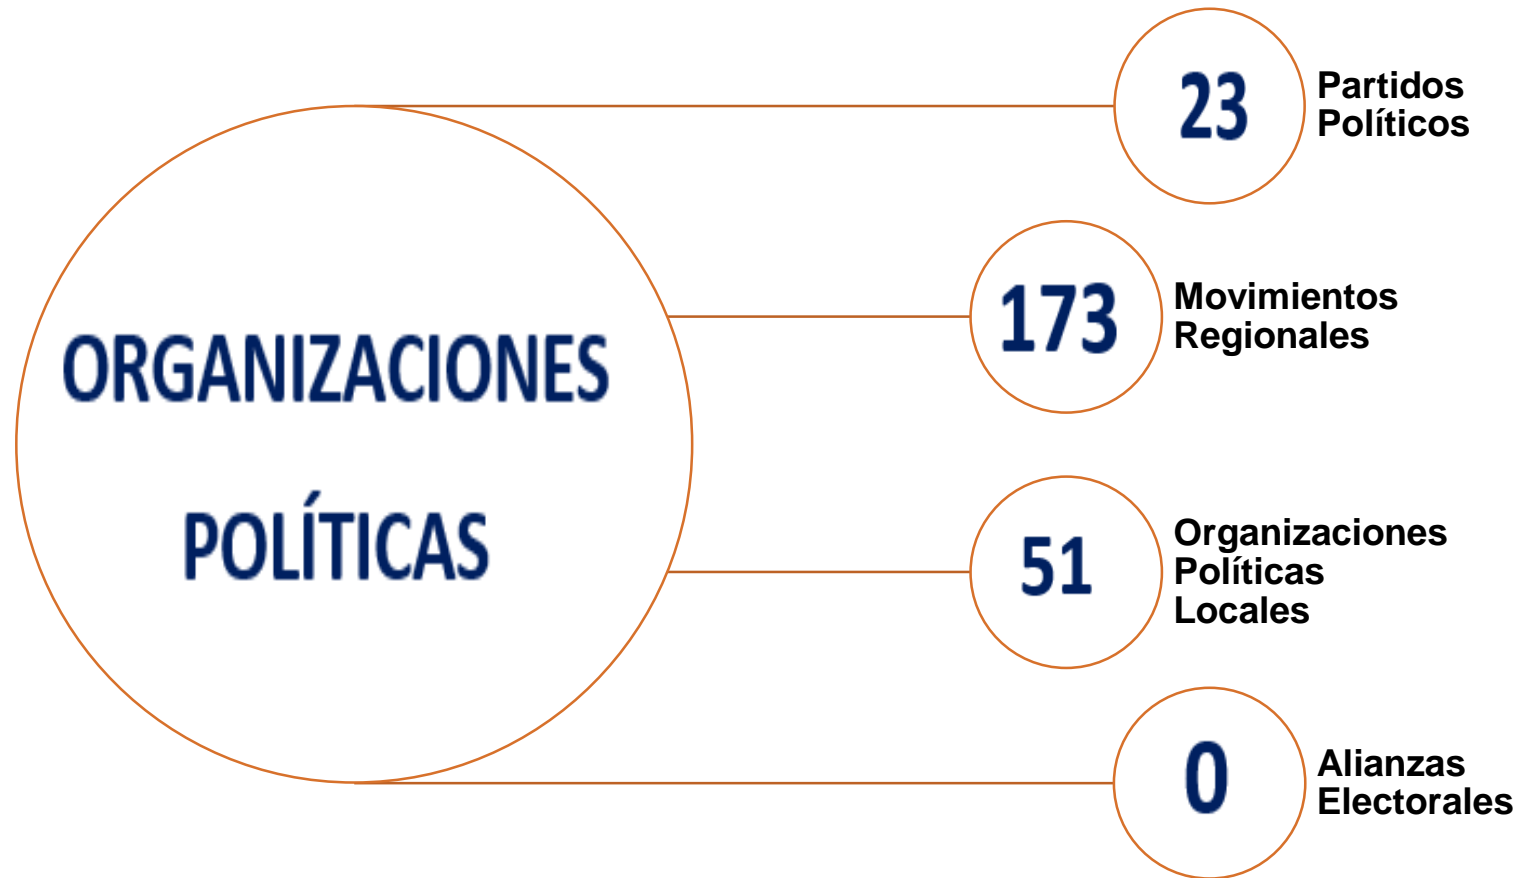 ORGANIZACIONES
POLÍTICAS
23
Partidos
Políticos
173
Movimientos
Regionales
51
Organizaciones
Políticas
Locales
0
Alianzas
Electorales